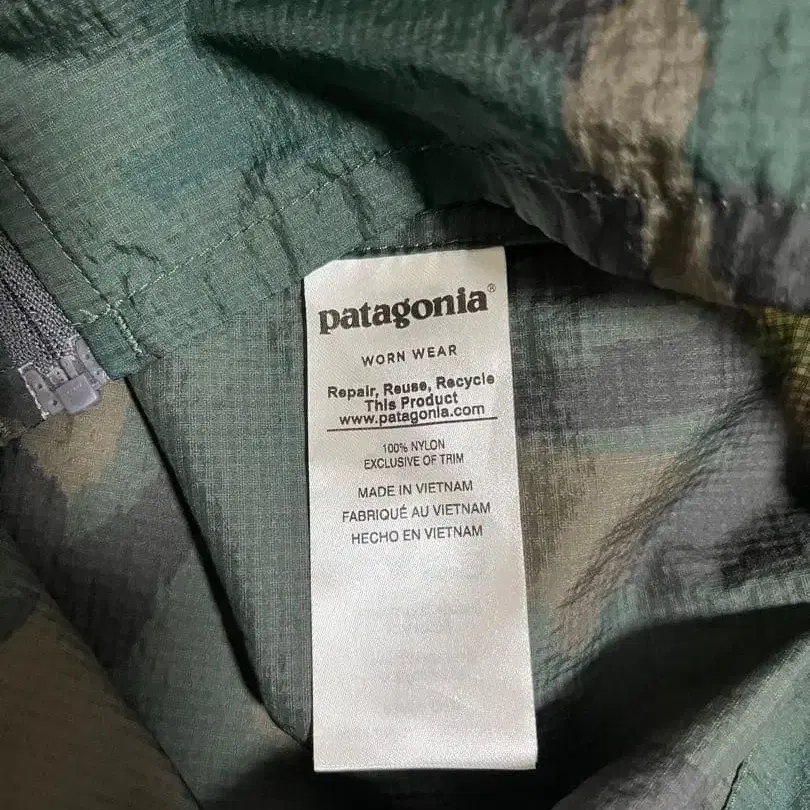 patagonia®
WORN WEAR
Repair, Reuse, Recycle
This Product
www.patagonia.com
100% NYLON
EXCLUSIVE OF TRIM
MADE IN VIETNAM
FABRIQUÉ AU VIETNAM
HECHO EN VIETNAM